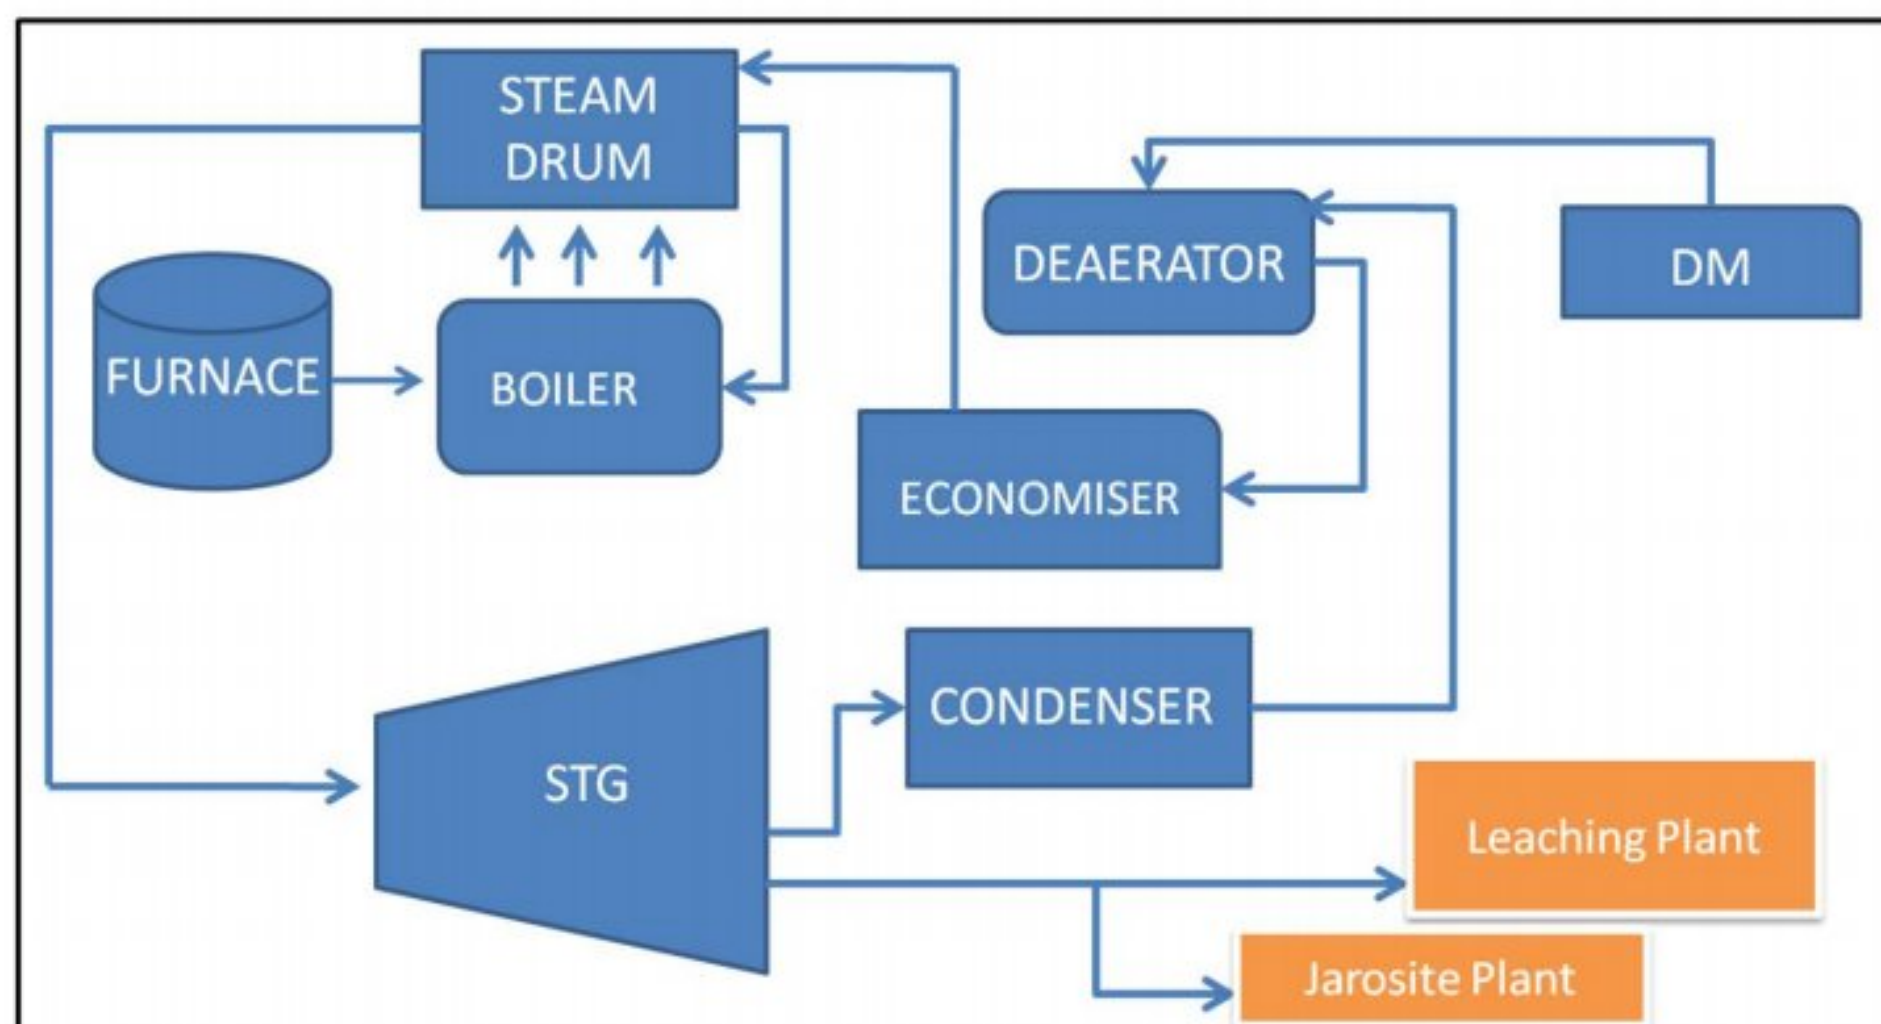 STEAM
DRUM
DEAERATOR
DM
FURNACE
BOILER
ECONOMISER
CONDENSER
STG
Leaching Plant
Jarosite Plant